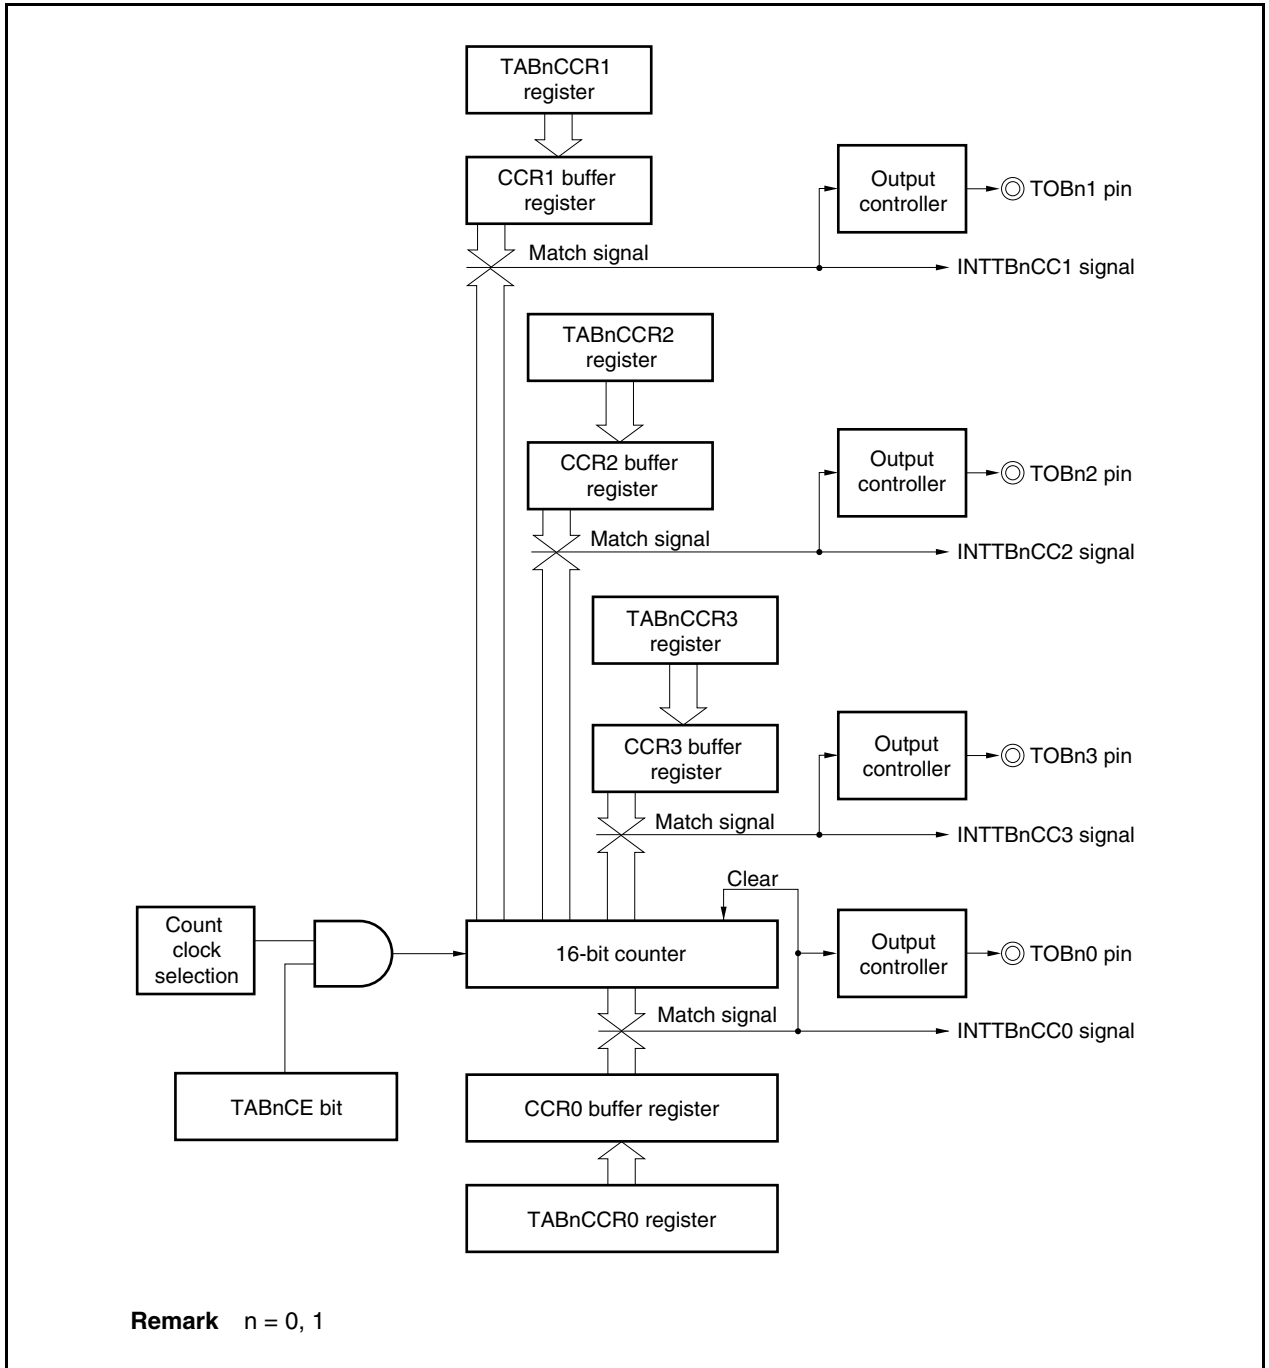 TABnCCR1
register
CCR1 buffer
register
Output
controller
TOBn1 pin
Match signal
INTTBnCC1 signal
TABnCCR2
register
CCR2 buffer
register
Output
controller
TOBn2 pin
Match signal
INTTBnCC2 signal
TABnCCR3
register
CCR3 buffer
register
Output
controller
TOBn3 pin
Match signal
INTTBnCC3 signal
Clear
Count
clock
selection
16-bit counter
Output
controller
TOBn0 pin
Match signal
INTTBnCC0 signal
TABnCE bit
CCR0 buffer register
TABnCCR0 register
Remark n = 0, 1